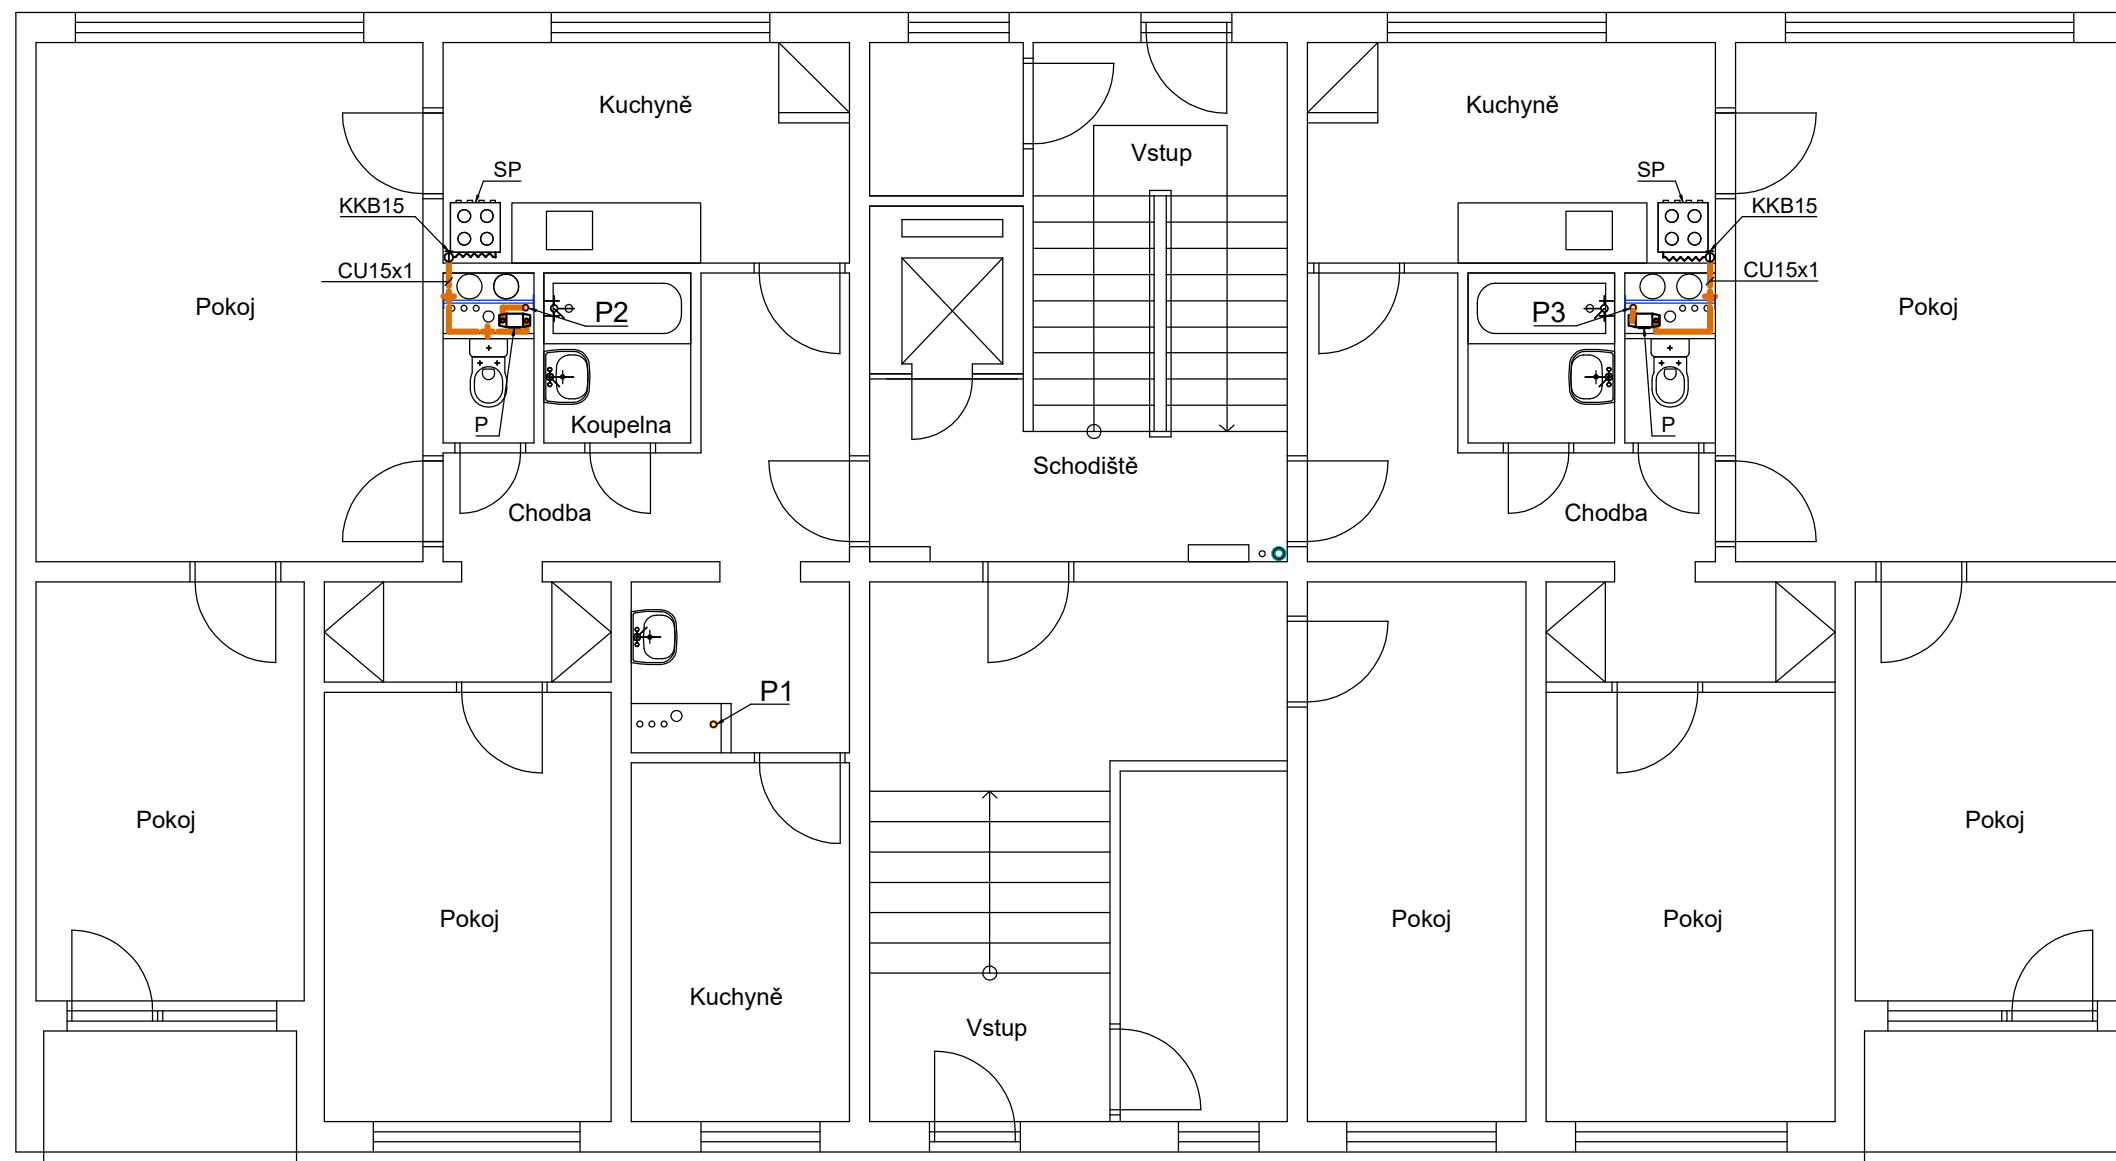 Kuchyně
Kuchyně
Vstup
SP
SP
KKB15
KKB15
CU15x1
CU15x1
Pokoj
P2
P3
Pokoj
P
Koupelna
P
Schodiště
Chodba
Chodba
P1
Pokoj
Pokoj
Pokoj
Pokoj
Pokoj
Kuchyně
Vstup